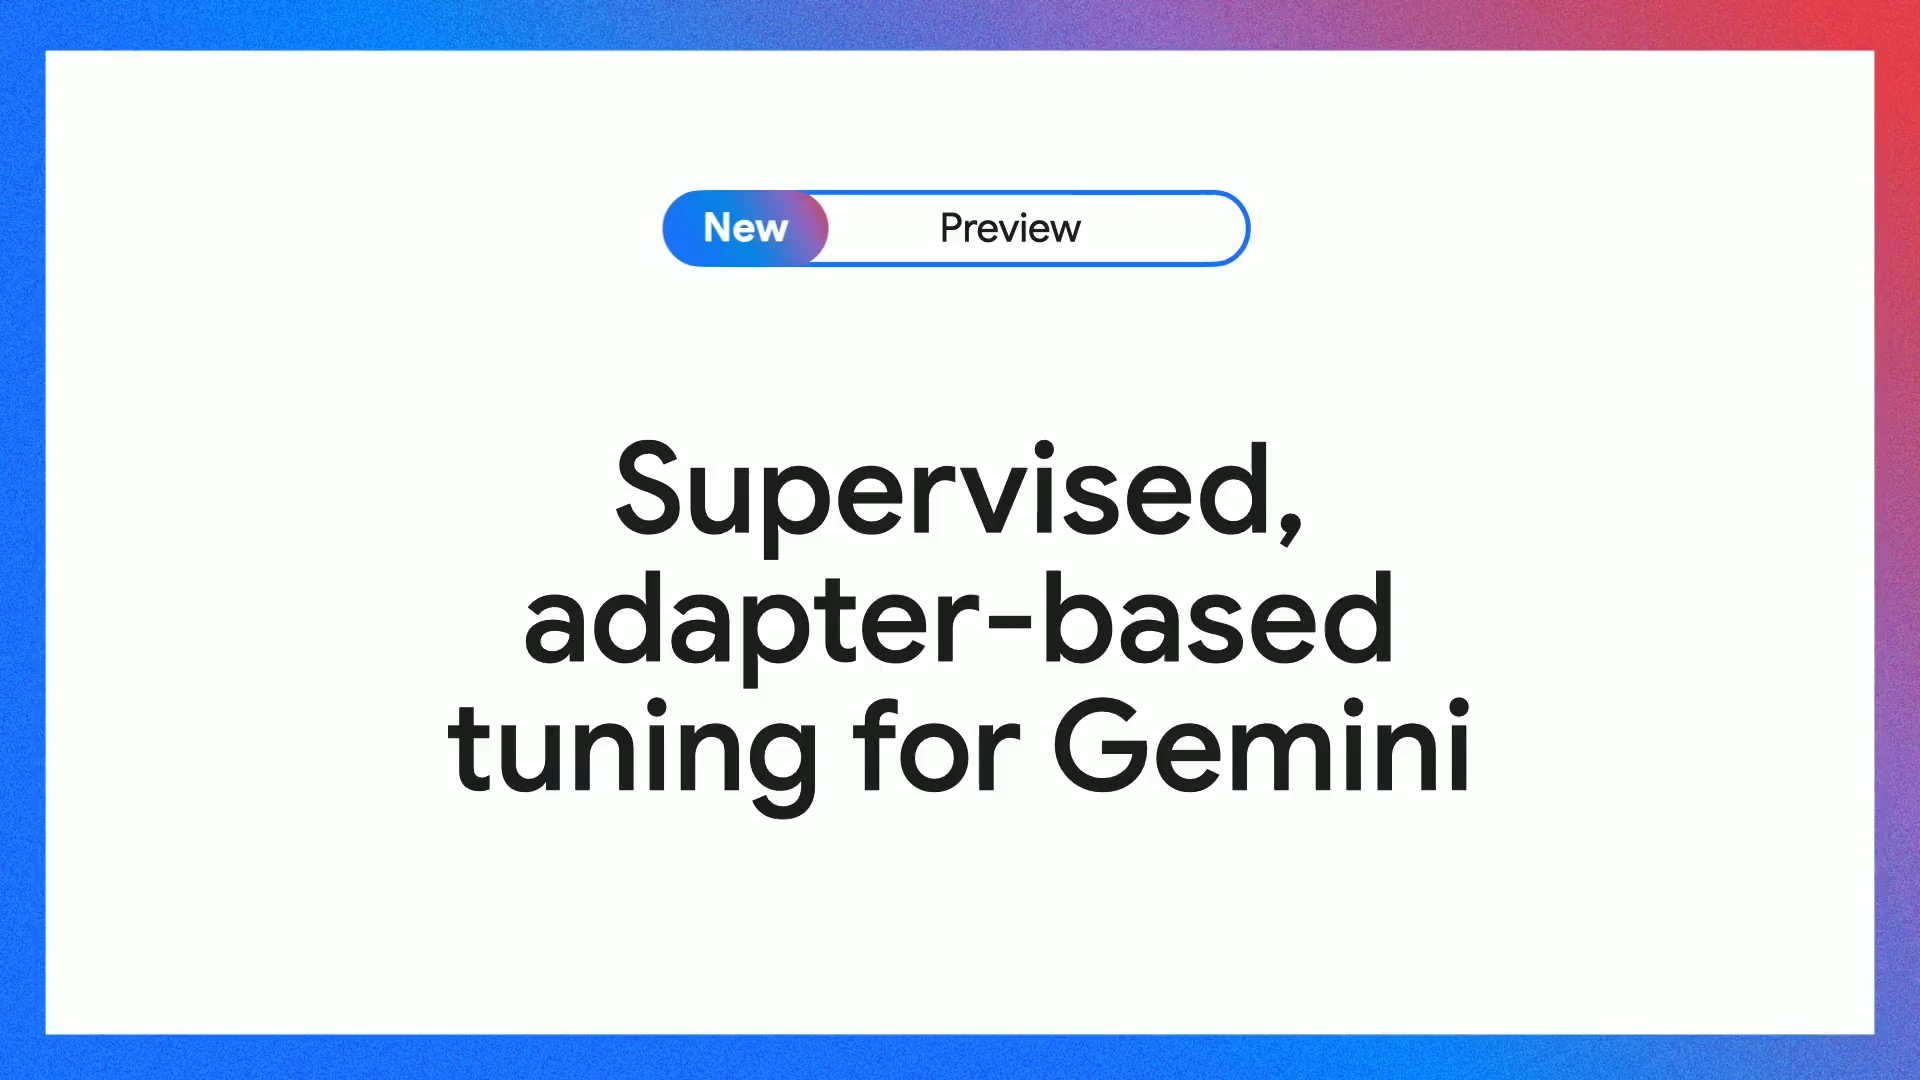 New Preview
Supervised,
adapter-based
tuning for Gemini